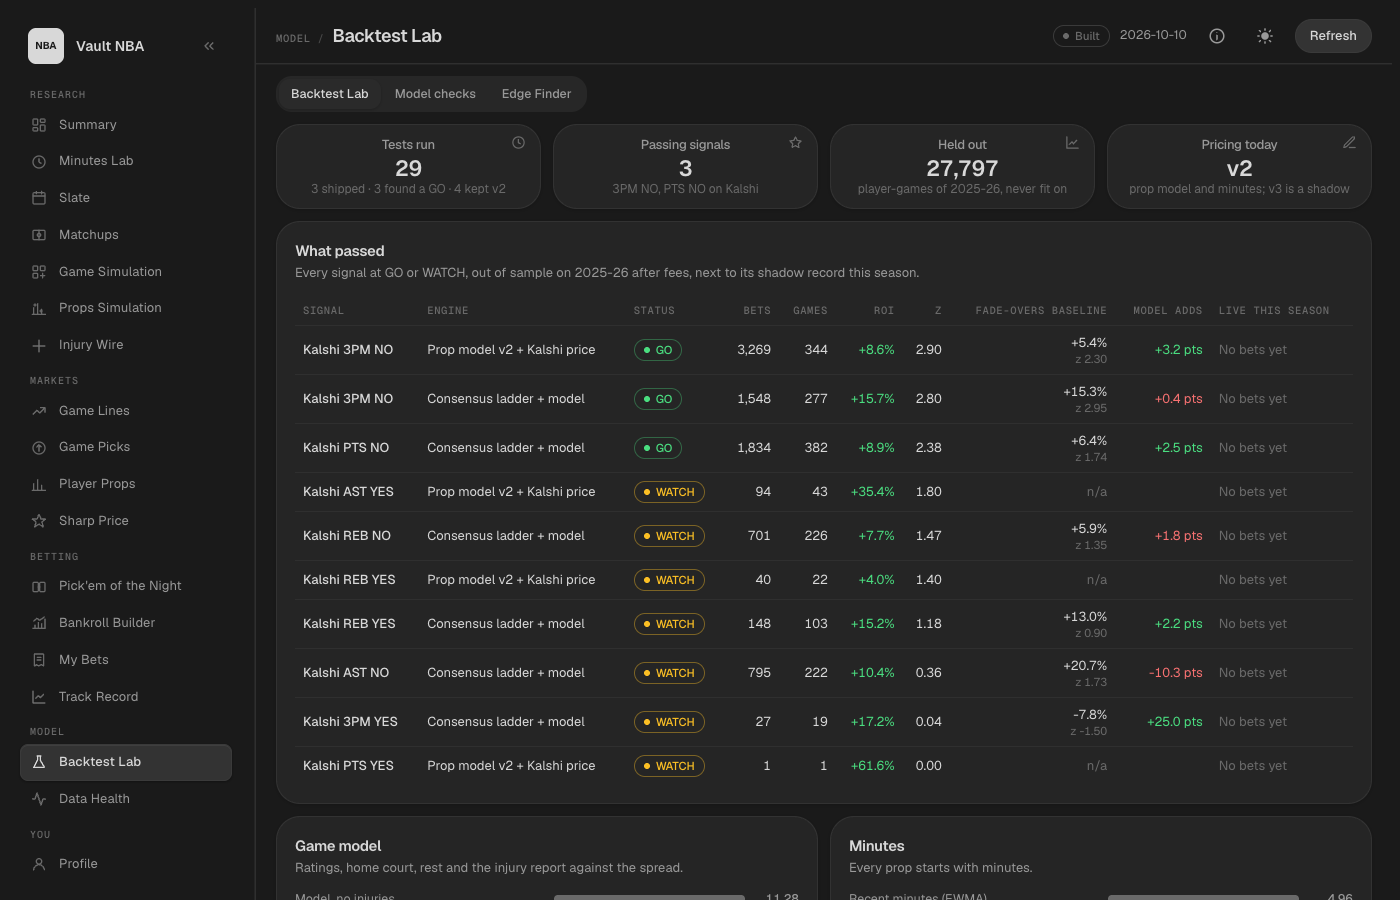 NBA
Vault NBA
RESEARCH
Summary
Minutes Lab
Slate
Matchups
Game Simulation
Props Simulation
Injury Wire
MARKETS
Game Lines
Game Picks
Player Props
Sharp Price
BETTING
Pick'em of the Night
Bankroll Builder
My Bets
Track Record
MODEL
Backtest Lab
Data Health
YOU
Profile
MODEL / Backtest Lab
Built 2026-10-10 Refresh
Backtest Lab Model checks Edge Finder
Tests run
29
3 shipped · 3 found a GO · 4 kept v2
Passing signals
3
3PM NO, PTS NO on Kalshi
Held out
27,797
player-games of 2025-26, never fit on
Pricing today
v2
prop model and minutes; v3 is a shadow
What passed
Every signal at GO or WATCH, out of sample on 2025-26 after fees, next to its shadow record this season.
SIGNAL ENGINE STATUS BETS GAMES ROI Z FADE-OVERS BASELINE MODEL ADDS LIVE THIS SEASON
Kalshi 3PM NO Prop model v2 + Kalshi price GO 3,269 344 +8.6% 2.90 +5.4% +3.2 pts No bets yet
z 2.30
Kalshi 3PM NO Consensus ladder + model GO 1,548 277 +15.7% 2.80 +15.3% +0.4 pts No bets yet
z 2.95
Kalshi PTS NO Consensus ladder + model GO 1,834 382 +8.9% 2.38 +6.4% +2.5 pts No bets yet
z 1.74
Kalshi AST YES Prop model v2 + Kalshi price WATCH 94 43 +35.4% 1.80 n/a No bets yet
Kalshi REB NO Consensus ladder + model WATCH 701 226 +7.7% 1.47 +5.9% +1.8 pts No bets yet
z 1.35
Kalshi REB YES Prop model v2 + Kalshi price WATCH 40 22 +4.0% 1.40 n/a No bets yet
Kalshi REB YES Consensus ladder + model WATCH 148 103 +15.2% 1.18 +13.0% +2.2 pts No bets yet
z 0.90
Kalshi AST NO Consensus ladder + model WATCH 795 222 +10.4% 0.36 +20.7% -10.3 pts No bets yet
z 1.73
Kalshi 3PM YES Consensus ladder + model WATCH 27 19 +17.2% 0.04 -7.8% +25.0 pts No bets yet
z -1.50
Kalshi PTS YES Prop model v2 + Kalshi price WATCH 1 1 +61.6% 0.00 n/a No bets yet
Game model
Ratings, home court, rest and the injury report against the spread.
Model, no injuries 11.28
Minutes
Every prop starts with minutes.
Recent minutes (EWMA) 4.96